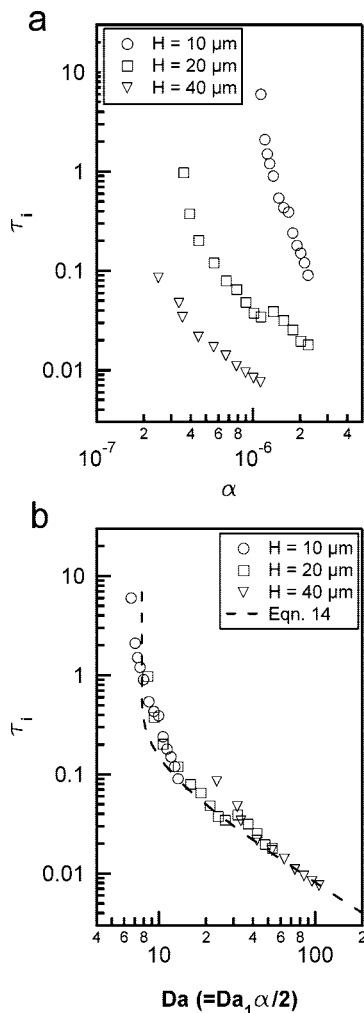 a
H = 10 µm
H = 20 µm
H = 40 µm
10
1
0.1
0.01
τi
10-7
2
4
6
8
10-6
2
α
b
H = 10 µm
H = 20 µm
H = 40 µm
Eqn. 14
10
1
0.1
0.01
τi
4
6
8
10
2
4
6
8
100
2
Da (=Da1α/2)